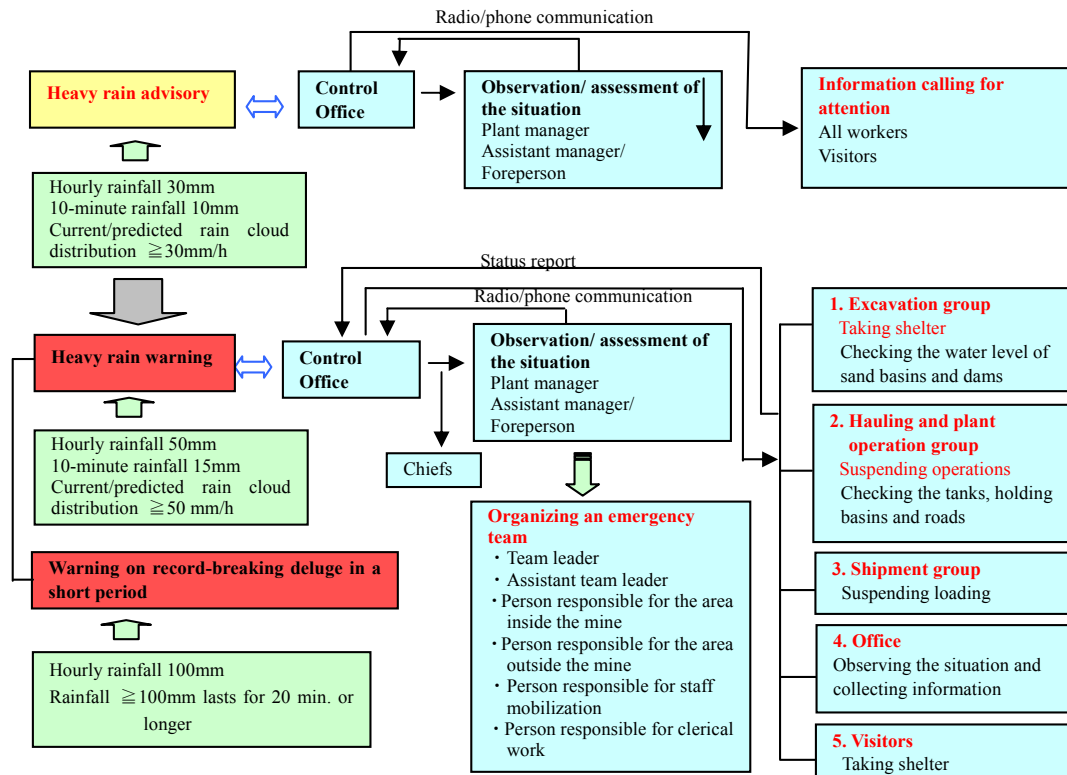 Radio/phone communication
Heavy rain advisory
Control
Office
Observation/ assessment of
the situation
Plant manager
Assistant manager/
Foreperson
Information calling for
attention
All workers
Visitors
Hourly rainfall 30mm
10-minute rainfall 10mm
Current/predicted rain cloud
distribution ≧30mm/h
Status report
Radio/phone communication
Heavy rain warning
Control
Office
Observation/ assessment of
the situation
Plant manager
Assistant manager/
Foreperson
Chiefs
Hourly rainfall 50mm
10-minute rainfall 15mm
Current/predicted rain cloud
distribution ≧50 mm/h
Warning on record-breaking deluge in a
short period
Hourly rainfall 100mm
Rainfall ≧100mm lasts for 20 min. or
longer
Organizing an emergency
team
・Team leader
・Assistant team leader
・Person responsible for the area
inside the mine
・Person responsible for the area
outside the mine
・Person responsible for staff
mobilization
・Person responsible for clerical
work
1. Excavation group
Taking shelter
Checking the water level of
sand basins and dams
2. Hauling and plant
operation group
Suspending operations
Checking the tanks, holding
basins and roads
3. Shipment group
Suspending loading
4. Office
Observing the situation and
collecting information
5. Visitors
Taking shelter